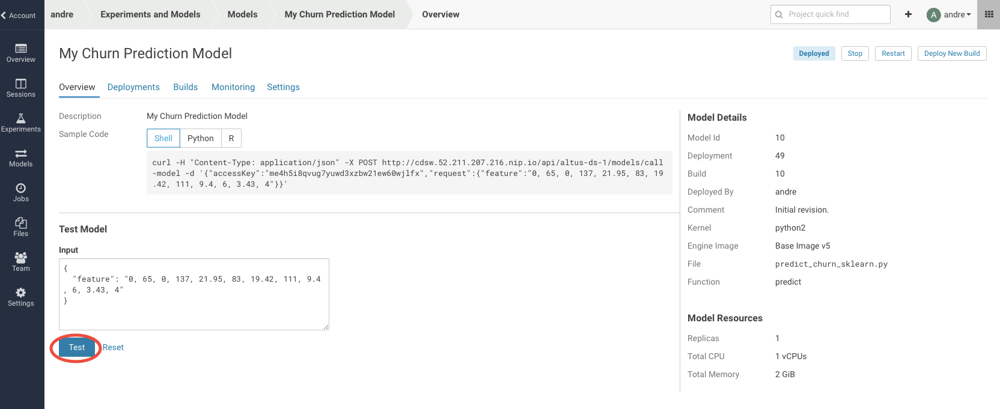 Account
andre
Experiments and Models
Models
My Churn Prediction Model
Overview
Project quick find
A
andre
Overview
Sessions
Experiments
Models
Jobs
Files
Team
Settings
My Churn Prediction Model
Deployed
Stop
Restart
Deploy New Build
Overview
Deployments
Builds
Monitoring
Settings
Description
My Churn Prediction Model
Sample Code
Shell
Python
R
curl -H "Content-Type: application/json" -X POST http://cdsw.52.211.207.216.nip.io/api/altus-ds-1/models/call
-model -d '{"accessKey":"me4h5i8qvug7yuwd3xzbw21ew60wjlfx","request":{"feature":"0, 65, 0, 137, 21.95, 83, 19
.42, 111, 9.4, 6, 3.43, 4"}}'
Test Model
Input
{
"feature": "0, 65, 0, 137, 21.95, 83, 19.42, 111, 9.4
, 6, 3.43, 4"
}
Test
Reset
Model Details
Model Id 10
Deployment 49
Build 10
Deployed By andre
Comment Initial revision.
Kernel python2
Engine Image Base Image v5
File predict_churn_sklearn.py
Function predict
Model Resources
Replicas 1
Total CPU 1 vCPUs
Total Memory 2 GiB